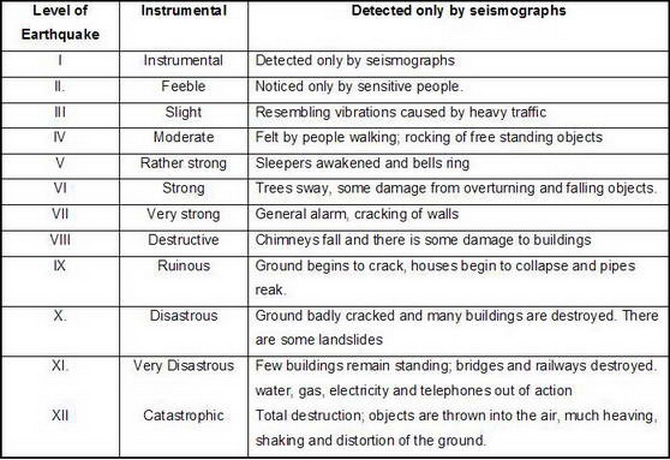 Level of Earthquake Instrumental Detected only by seismographs
I Instrumental Detected only by seismographs
II. Feeble Noticed only by sensitive people.
III Slight Resembling vibrations caused by heavy traffic
IV Moderate Felt by people walking; rocking of free standing objects
V Rather strong Sleepers awakened and bells ring
VI Strong Trees sway, some damage from overturning and falling objects.
VII Very strong General alarm, cracking of walls
VIII Destructive Chimneys fall and there is some damage to buildings
IX Ruinous Ground begins to crack, houses begin to collapse and pipes
reak.
X. Disastrous Ground badly cracked and many buildings are destroyed. There
are some landslides
XI. Very Disastrous Few buildings remain standing; bridges and railways destroyed.
water, gas, electricity and telephones out of action
XII Catastrophic Total destruction; objects are thrown into the air, much heaving,
shaking and distortion of the ground.